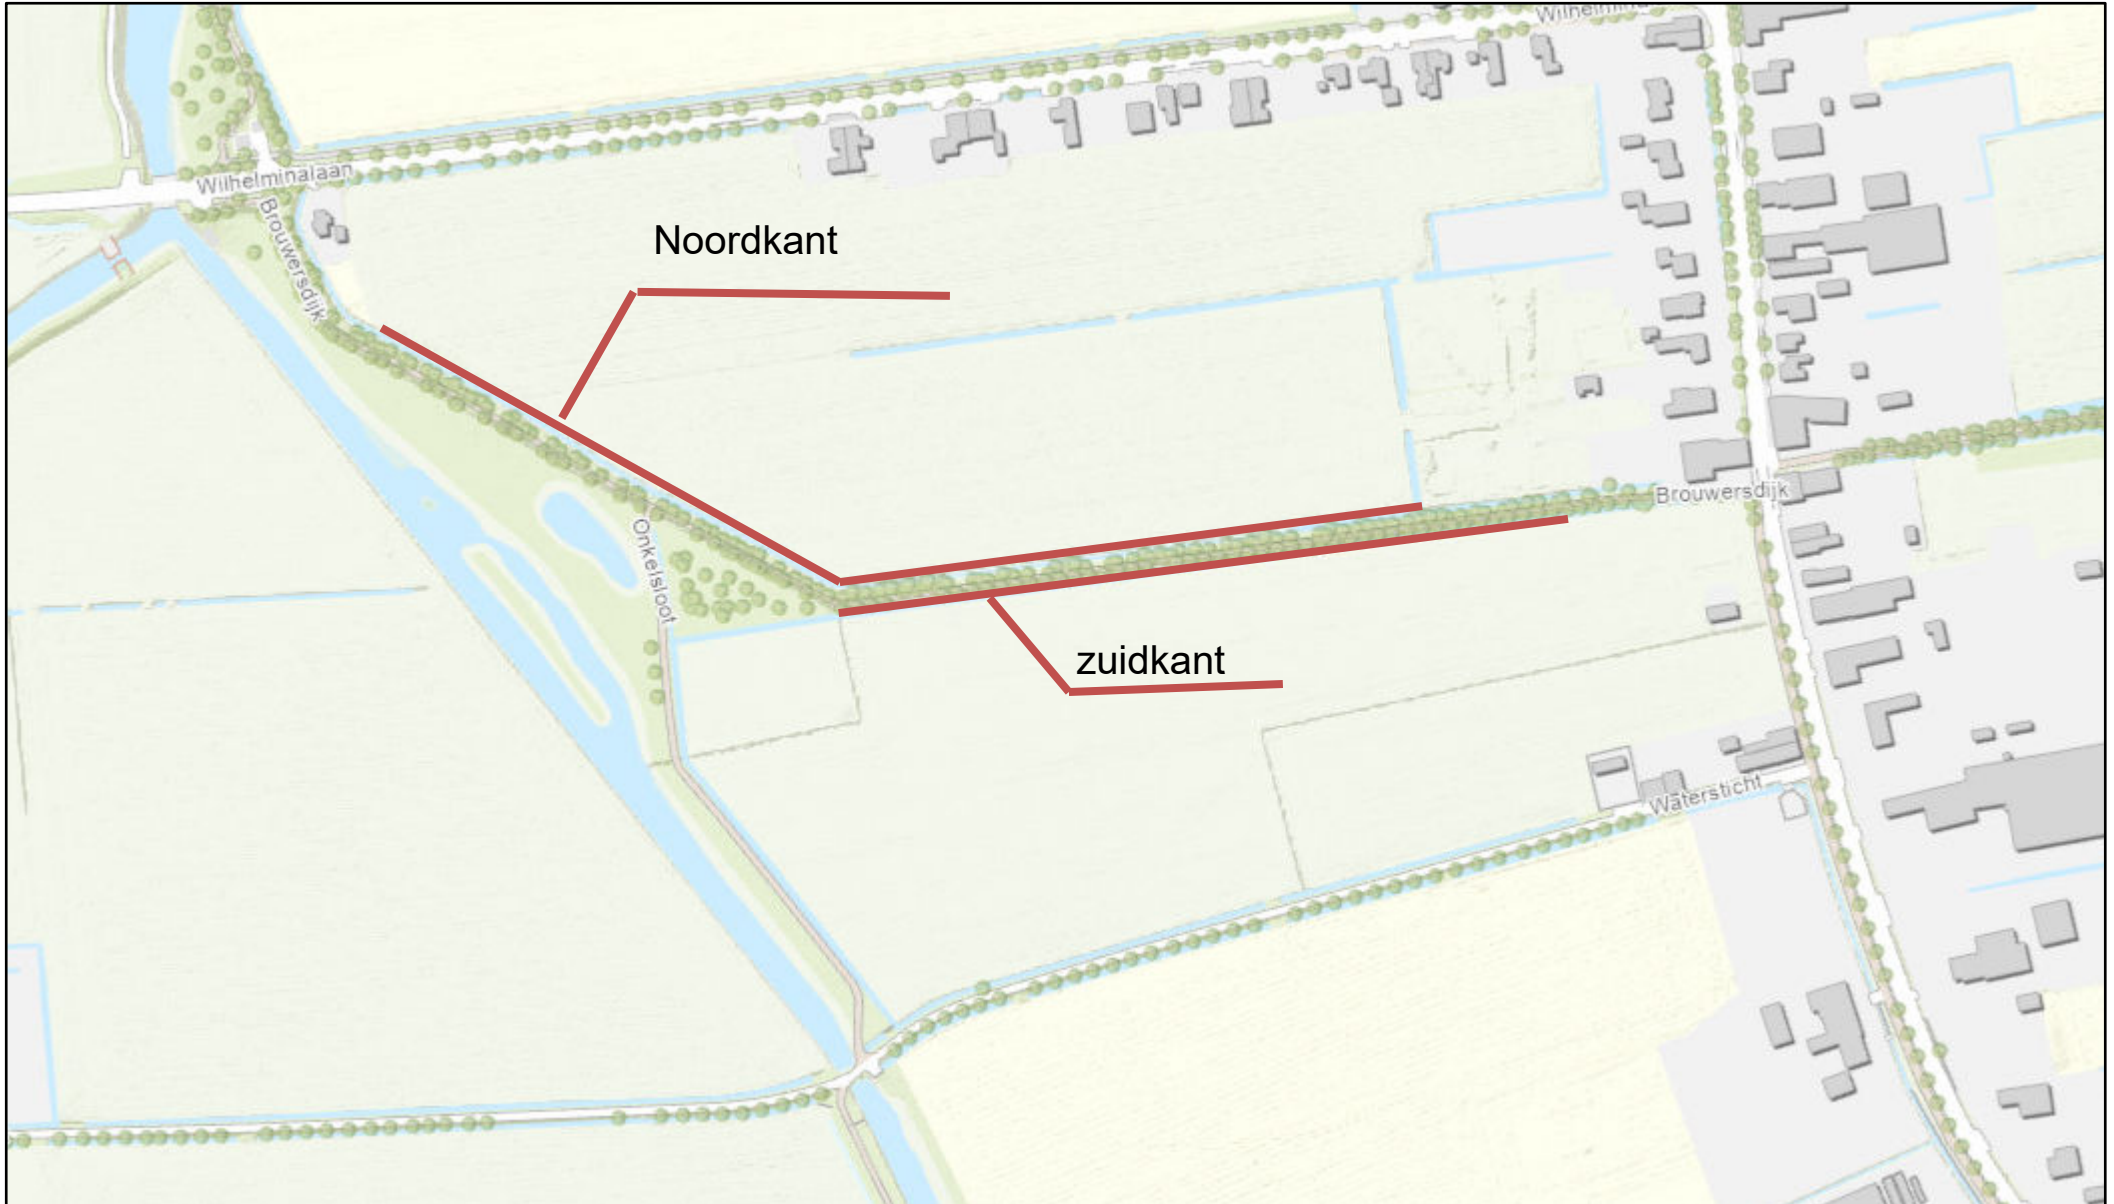 Wilhelminalaan
Brouwersdijk
Noordkant
Brouwersdijk
Onkelsloot
zuidkant
Watersticht